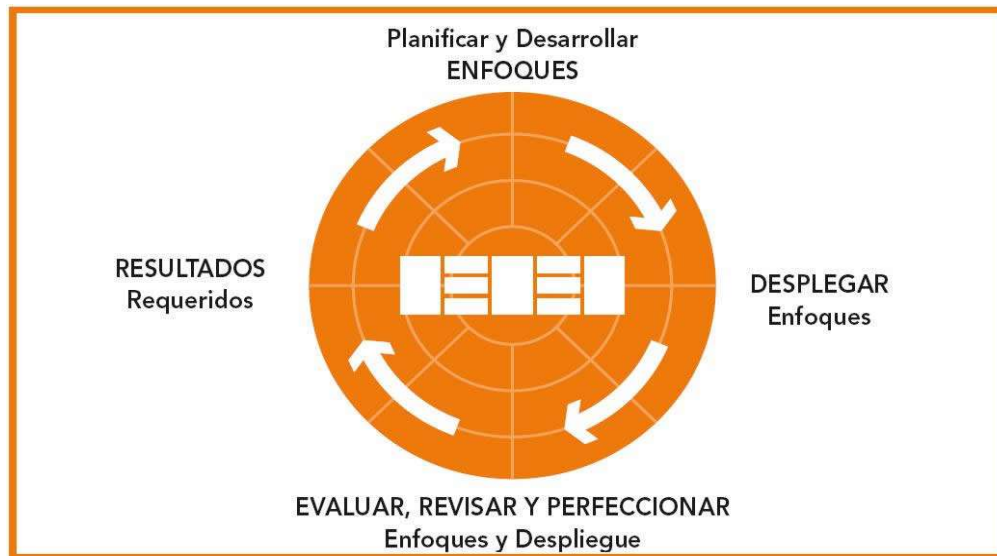 Planificar y Desarrollar
ENFOQUES
RESULTADOS
Requeridos
DESPLEGAR
Enfoques
EVALUAR, REVISAR Y PERFECCIONAR
Enfoques y Despliegue